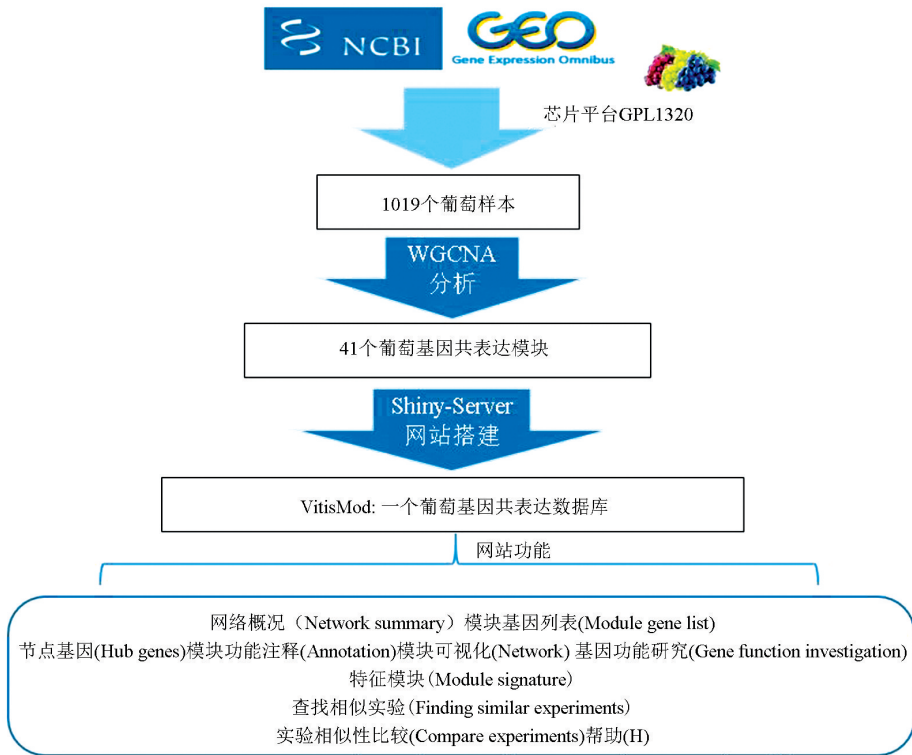 NCBI
GEO
Gene Expression Omnibus
芯片平台GPL1320
1019个葡萄样本
WGCNA
分析
41个葡萄基因共表达模块
Shiny-Server
网站搭建
VitisMod: 一个葡萄基因共表达数据库
网站功能
网络概况（Network summary）模块基因列表(Module gene list)
节点基因(Hub genes)模块功能注释(Annotation)模块可视化(Network) 基因功能研究(Gene function investigation)
特征模块(Module signature)
查找相似实验(Finding similar experiments)
实验相似性比较(Compare experiments)帮助(H)